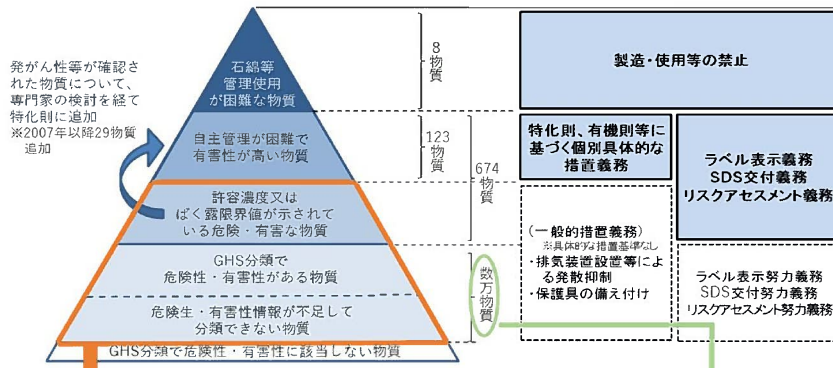 発がん性等が確認さ
れた物質について、
専門家の検討を経て
特化則に追加
※2007年以降29物質
追加
石綿等
管理使用
が困難な物質
自主管理が困難で
有害性が高い物質
許容濃度又は
ばく露限界値が示されて
いる危険・有害な物質
GHS分類で
危険性・有害性がある物質
危険生・有害性情報が不足して
分類できない物質
GHS分類で危険性・有害性に該当しない物質
8
物質
123
物質
674
物質
数万物質
製造・使用等の禁止
特化則、有機則等に
基づく個別具体的な
措置義務
ラベル表示義務
SDS交付義務
リスクアセスメント義務
(一般的措置義務)
※具体的な措置基準なし
・排気装置設置等によ
る発散抑制
・保護具の備え付け
ラベル表示努力義務
SDS交付努力義務
リスクアセスメント努力義務